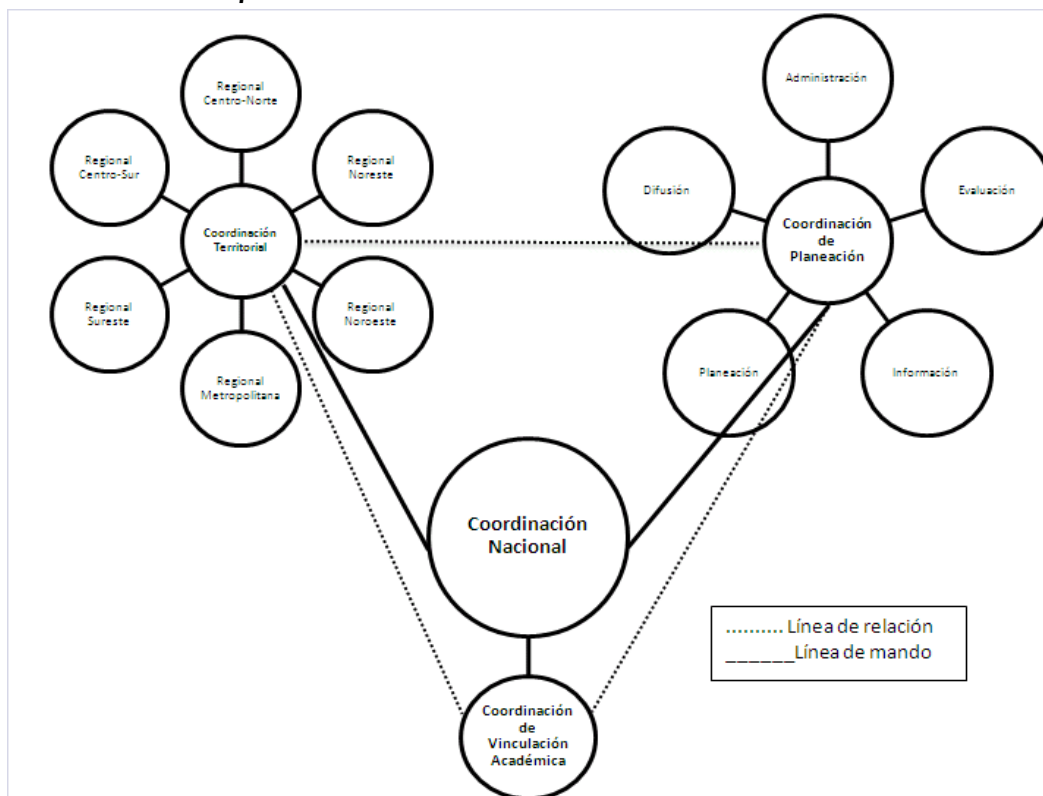 Regional
Centro-Norte
Regional
Centro-Sur
Regional
Noreste
Coordinación
Territorial
Regional
Sureste
Regional
Noroeste
Regional
Metropolitana
Administración
Difusión
Evaluación
Coordinación
de
Planeación
Planeación
Información
Coordinación
Nacional
Coordinación
de
Vinculación
Académica
.......... Línea de relación
______Línea de mando